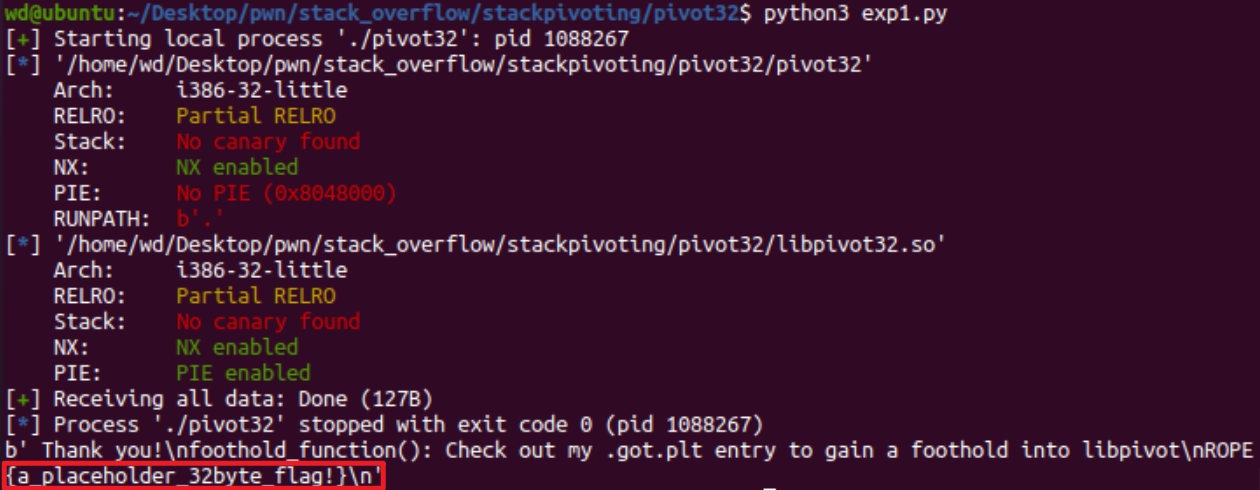 wd@ubuntu:~/Desktop/pwn/stack_overflow/stackpivoting/pivot32$ python3 exp1.py
[+] Starting local process './pivot32': pid 1088267
[*] '/home/wd/Desktop/pwn/stack_overflow/stackpivoting/pivot32/pivot32'
    Arch:     i386-32-little
    RELRO:    Partial RELRO
    Stack:    No canary found
    NX:       NX enabled
    PIE:      No PIE (0x8048000)
    RUNPATH:  b'.'
[*] '/home/wd/Desktop/pwn/stack_overflow/stackpivoting/pivot32/libpivot32.so'
    Arch:     i386-32-little
    RELRO:    Partial RELRO
    Stack:    No canary found
    NX:       NX enabled
    PIE:      PIE enabled
[+] Receiving all data: Done (127B)
[*] Process './pivot32' stopped with exit code 0 (pid 1088267)
b' Thank you!\nfoothold_function(): Check out my .got.plt entry to gain a foothold into libpivot\nROPE
{a_placeholder_32byte_flag!}\n'